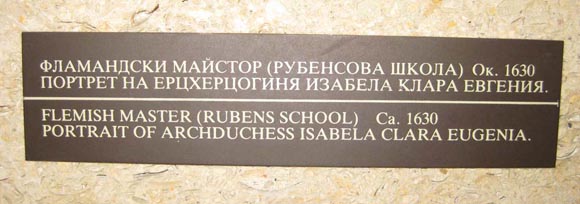 ФЛАМАНДСКИ МАЙСТОР (РУБЕНСОВА ШКОЛА) Ок. 1630
ПОРТРЕТ НА ЕРЦХЕРЦОГИНЯ ИЗАБЕЛА КЛАРА ЕВГЕНИЯ.
FLEMISH MASTER (RUBENS SCHOOL) Ca. 1630
PORTRAIT OF ARCHDUCHESS ISABELA CLARA EUGENIA.